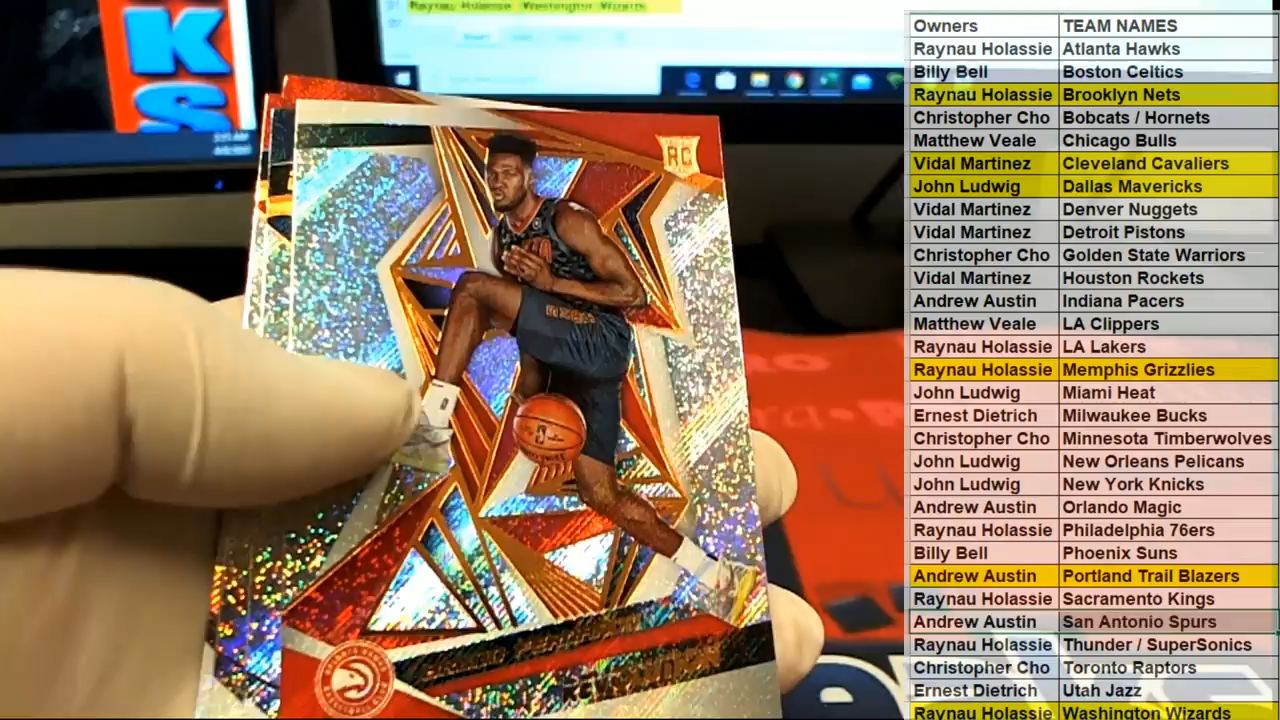 Raynau Holassie Washington Wizards
KS
RC
Owners TEAM NAMES
Raynau Holassie Atlanta Hawks
Billy Bell Boston Celtics
Raynau Holassie Brooklyn Nets
Christopher Cho Bobcats / Hornets
Matthew Veale Chicago Bulls
Vidal Martinez Cleveland Cavaliers
John Ludwig Dallas Mavericks
Vidal Martinez Denver Nuggets
Vidal Martinez Detroit Pistons
Christopher Cho Golden State Warriors
Vidal Martinez Houston Rockets
Andrew Austin Indiana Pacers
Matthew Veale LA Clippers
Raynau Holassie LA Lakers
Raynau Holassie Memphis Grizzlies
John Ludwig Miami Heat
Ernest Dietrich Milwaukee Bucks
Christopher Cho Minnesota Timberwolves
John Ludwig New Orleans Pelicans
John Ludwig New York Knicks
Andrew Austin Orlando Magic
Raynau Holassie Philadelphia 76ers
Billy Bell Phoenix Suns
Andrew Austin Portland Trail Blazers
Raynau Holassie Sacramento Kings
Andrew Austin San Antonio Spurs
Raynau Holassie Thunder / SuperSonics
Christopher Cho Toronto Raptors
Ernest Dietrich Utah Jazz
Raynau Holassie Washington Wizards